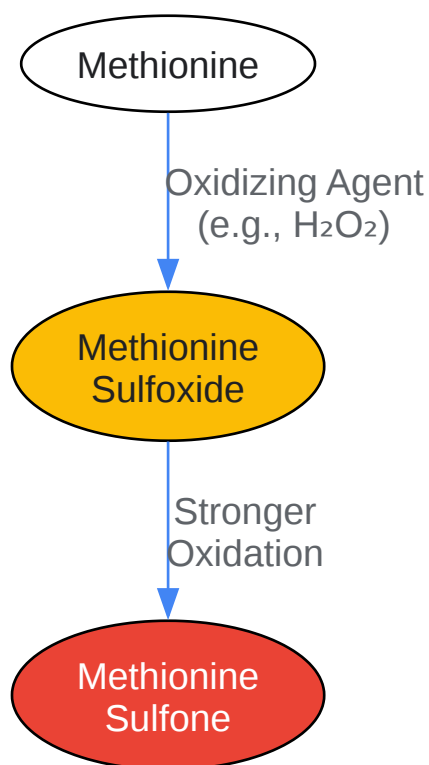 Methionine
Oxidizing Agent
(e.g., H₂O₂)
Methionine
Sulfoxide
Stronger
Oxidation
Methionine
Sulfone